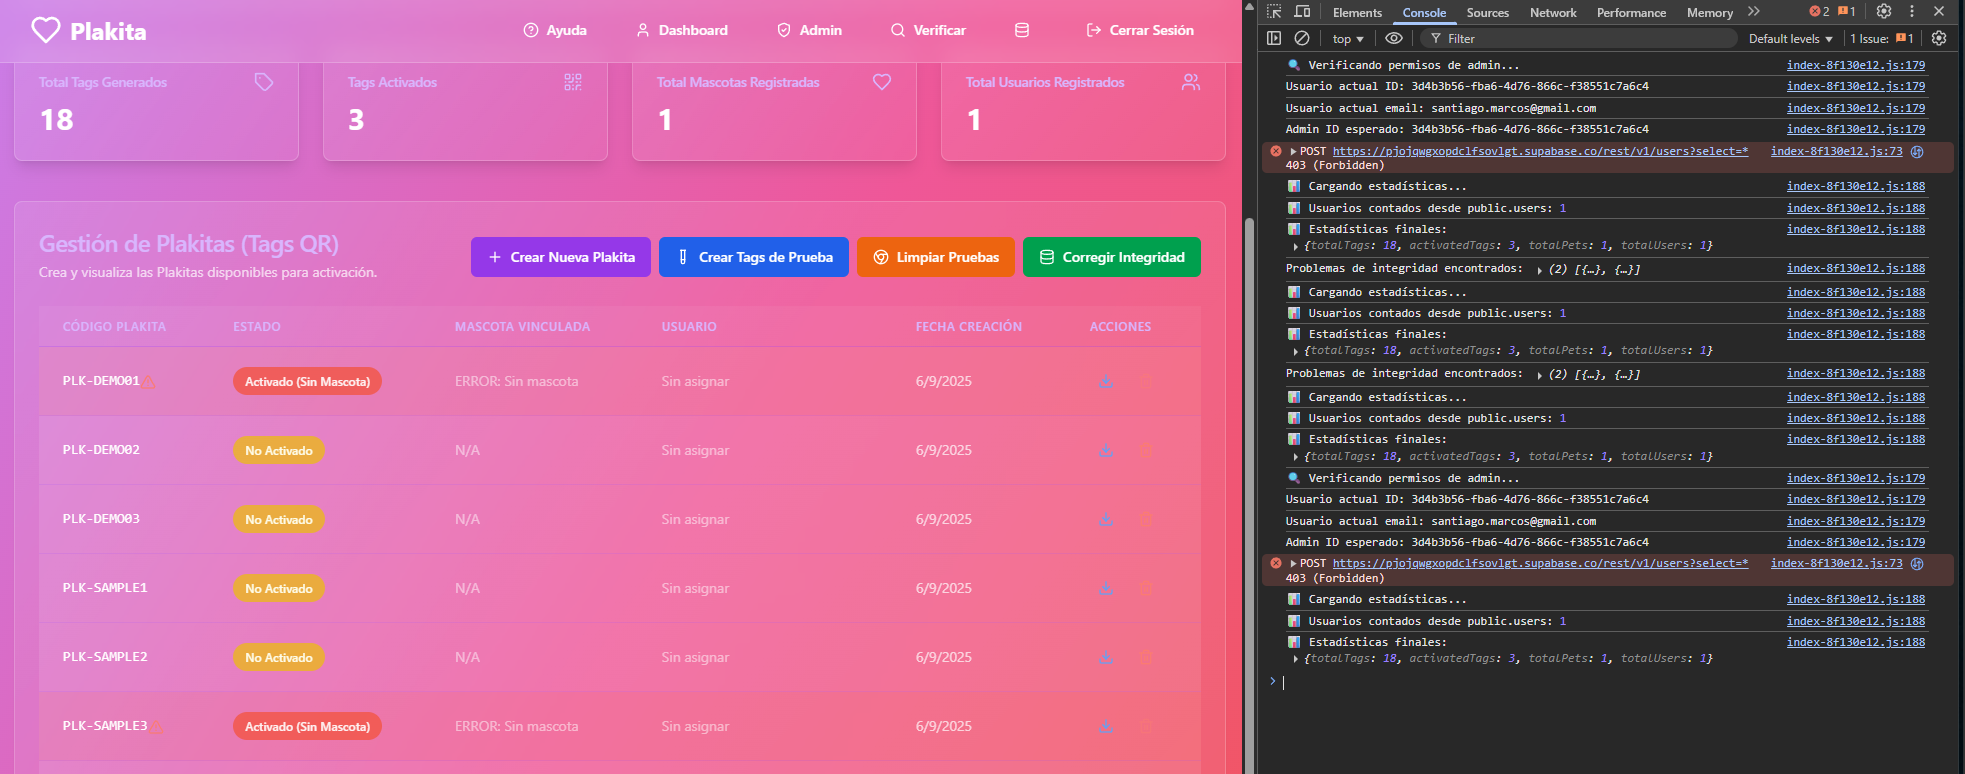 Plakita
Ayuda
Dashboard
Admin
Verificar
Cerrar Sesión
Total Tags Generados
18
Tags Activados
3
Total Mascotas Registradas
1
Total Usuarios Registrados
1
Gestión de Plakitas (Tags QR)
Crea y visualiza las Plakitas disponibles para activación.
Crear Nueva Plakita
Crear Tags de Prueba
Limpiar Pruebas
Corregir Integridad
CÓDIGO PLAKITA ESTADO MASCOTA VINCULADA USUARIO FECHA CREACIÓN ACCIONES
PLK-DEMO01 Activado (Sin Mascota) ERROR: Sin mascota Sin asignar 6/9/2025
PLK-DEMO02 No Activado N/A Sin asignar 6/9/2025
PLK-DEMO03 No Activado N/A Sin asignar 6/9/2025
PLK-SAMPLE1 No Activado N/A Sin asignar 6/9/2025
PLK-SAMPLE2 No Activado N/A Sin asignar 6/9/2025
PLK-SAMPLE3 Activado (Sin Mascota) ERROR: Sin mascota Sin asignar 6/9/2025
Elements Console Sources Network Performance Memory 2 1
top Filter Default levels 1 Issue: 1
Verificando permisos de admin... index-8f130e12.js:179
Usuario actual ID: 3d4b3b56-fba6-4d76-866c-f38551c7a6c4 index-8f130e12.js:179
Usuario actual email: santiago.marcos@gmail.com index-8f130e12.js:179
Admin ID esperado: 3d4b3b56-fba6-4d76-866c-f38551c7a6c4 index-8f130e12.js:179
POST https://pjojqwgxopdclfsovlgt.supabase.co/rest/v1/users?select=* index-8f130e12.js:73
403 (Forbidden)
Cargando estadísticas... index-8f130e12.js:188
Usuarios contados desde public.users: 1 index-8f130e12.js:188
Estadísticas finales: index-8f130e12.js:188
{totalTags: 18, activatedTags: 3, totalPets: 1, totalUsers: 1}
Problemas de integridad encontrados: (2) [{…}, {…}] index-8f130e12.js:188
Cargando estadísticas... index-8f130e12.js:188
Usuarios contados desde public.users: 1 index-8f130e12.js:188
Estadísticas finales: index-8f130e12.js:188
{totalTags: 18, activatedTags: 3, totalPets: 1, totalUsers: 1}
Problemas de integridad encontrados: (2) [{…}, {…}] index-8f130e12.js:188
Cargando estadísticas... index-8f130e12.js:188
Usuarios contados desde public.users: 1 index-8f130e12.js:188
Estadísticas finales: index-8f130e12.js:188
{totalTags: 18, activatedTags: 3, totalPets: 1, totalUsers: 1}
Verificando permisos de admin... index-8f130e12.js:179
Usuario actual ID: 3d4b3b56-fba6-4d76-866c-f38551c7a6c4 index-8f130e12.js:179
Usuario actual email: santiago.marcos@gmail.com index-8f130e12.js:179
Admin ID esperado: 3d4b3b56-fba6-4d76-866c-f38551c7a6c4 index-8f130e12.js:179
POST https://pjojqwgxopdclfsovlgt.supabase.co/rest/v1/users?select=* index-8f130e12.js:73
403 (Forbidden)
Cargando estadísticas... index-8f130e12.js:188
Usuarios contados desde public.users: 1 index-8f130e12.js:188
Estadísticas finales: index-8f130e12.js:188
{totalTags: 18, activatedTags: 3, totalPets: 1, totalUsers: 1}